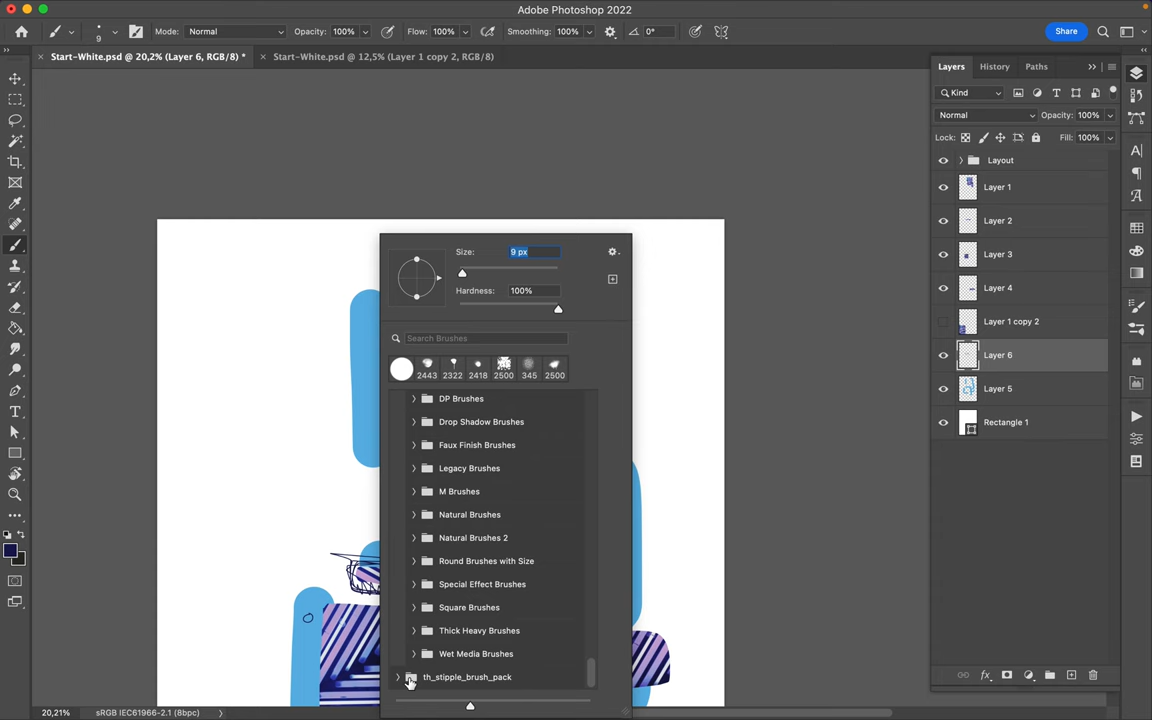 Adobe Photoshop 2022
9
Mode: Normal
Opacity: 100%
Flow: 100%
Smoothing: 100%
0°
Share
Start-White.psd @ 20,2% (Layer 6, RGB/8) *
Start-White.psd @ 12,5% (Layer 1 copy 2, RGB/8)
Layers
History
Paths
Kind
Normal
Opacity: 100%
Lock:
Fill: 100%
Layout
Layer 1
Layer 2
Layer 3
Layer 4
Layer 1 copy 2
Layer 6
Layer 5
Rectangle 1
fx
Size: 9 px
Hardness: 100%
Search Brushes
2443 2322 2418 2500 345 2500
DP Brushes
Drop Shadow Brushes
Faux Finish Brushes
Legacy Brushes
M Brushes
Natural Brushes
Natural Brushes 2
Round Brushes with Size
Special Effect Brushes
Square Brushes
Thick Heavy Brushes
Wet Media Brushes
th_stipple_brush_pack
20,21%
sRGB IEC61966-2.1 (8bpc)